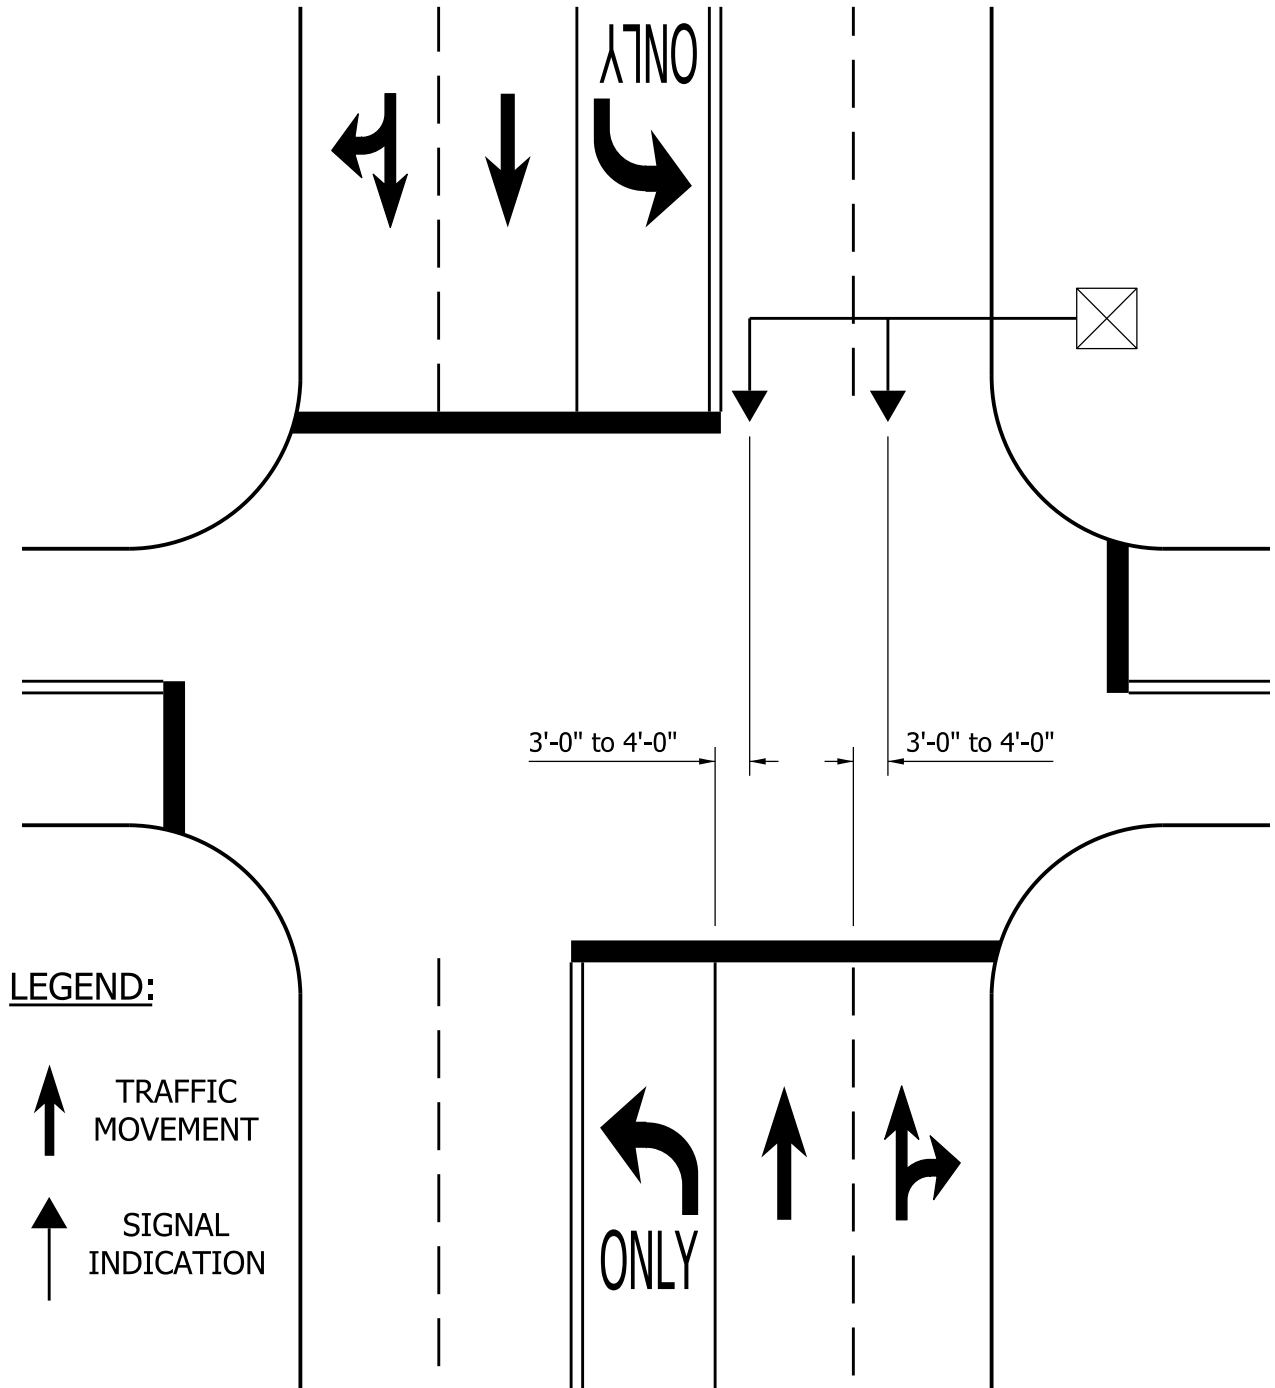 ONLY
3'-0" to 4'-0"
3'-0" to 4'-0"
LEGEND:
TRAFFIC
MOVEMENT
SIGNAL
INDICATION
ONLY